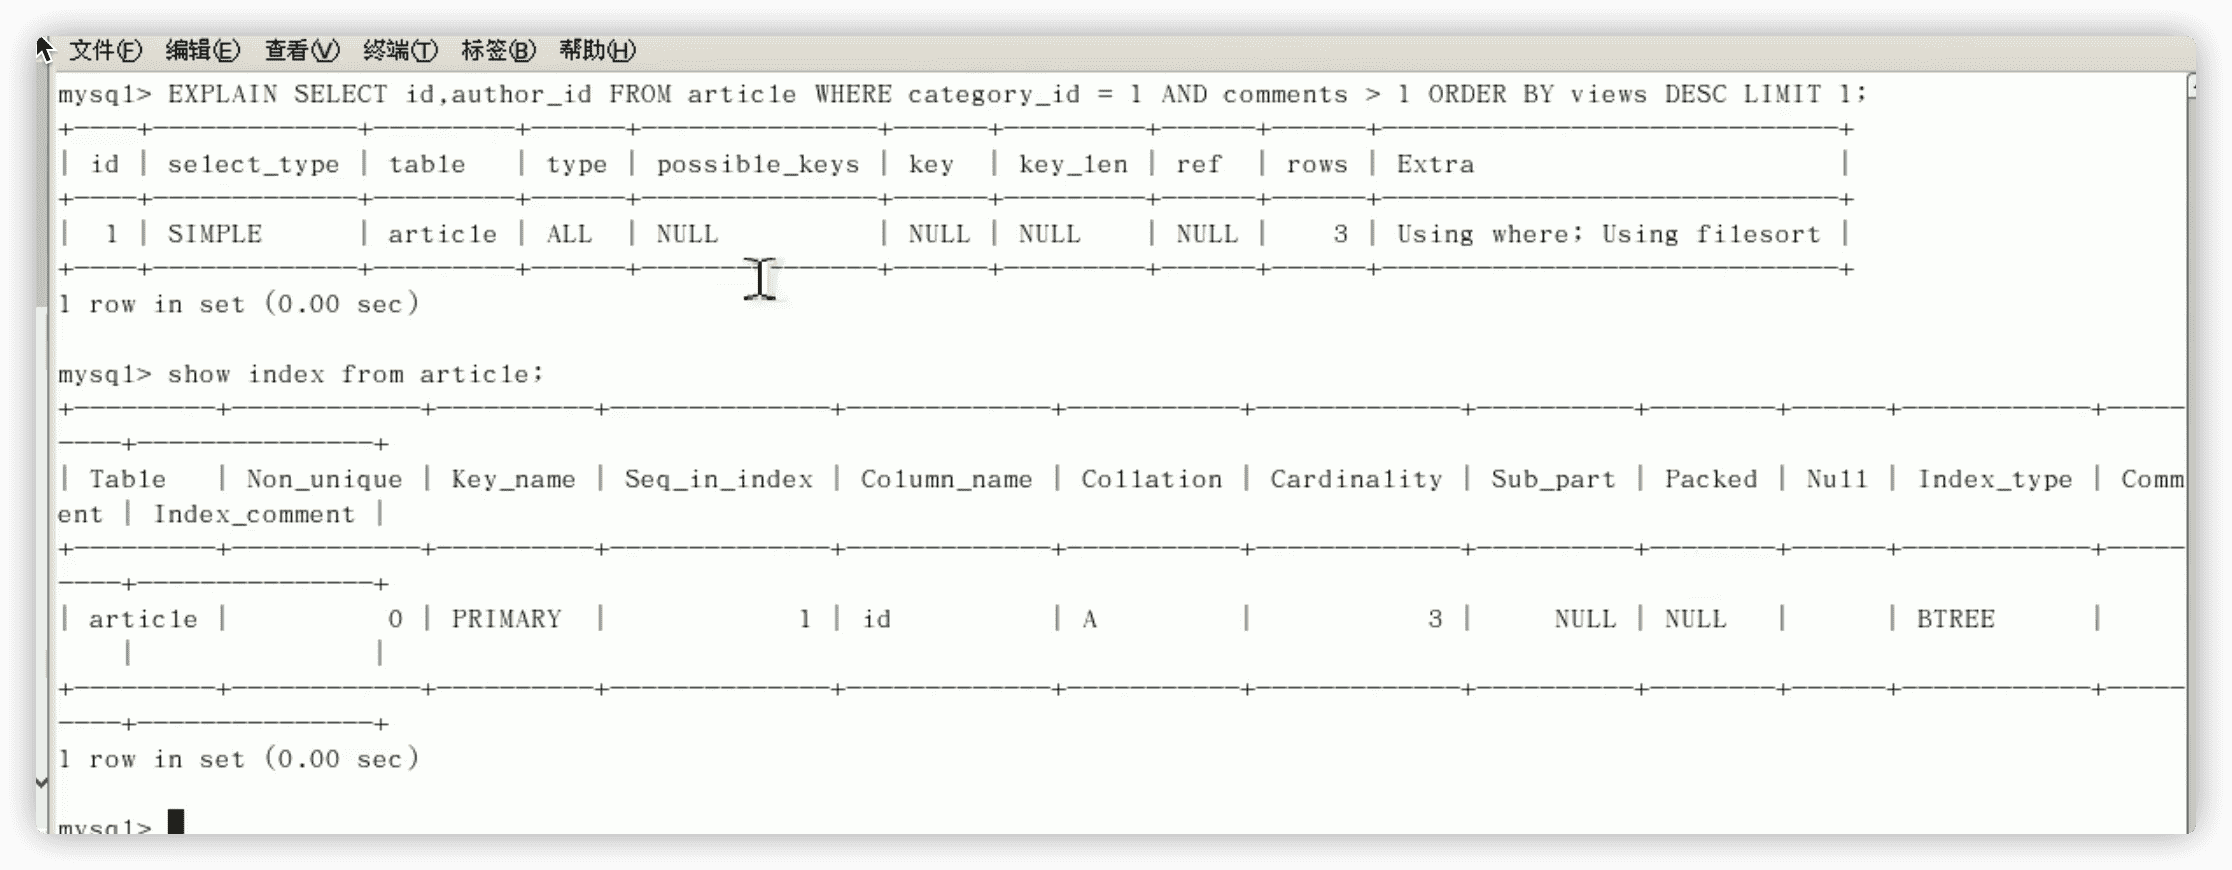 文件(F) 编辑(E) 查看(V) 终端(T) 标签(B) 帮助(H)
mysql> EXPLAIN SELECT id,author_id FROM article WHERE category_id = 1 AND comments > 1 ORDER BY views DESC LIMIT 1;
+----+-------------+---------+------+---------------+------+---------+------+------+-----------------------------+
| id | select_type | table   | type | possible_keys | key  | key_len | ref  | rows | Extra                       |
+----+-------------+---------+------+---------------+------+---------+------+------+-----------------------------+
|  1 | SIMPLE      | article | ALL  | NULL          | NULL | NULL    | NULL |    3 | Using where; Using filesort |
+----+-------------+---------+------+---------------+------+---------+------+------+-----------------------------+
1 row in set (0.00 sec)
mysql> show index from article;
+---------+------------+----------+--------------+-------------+-----------+-------------+----------+--------+------+------------+-----
----+---------------+
| Table   | Non_unique | Key_name | Seq_in_index | Column_name | Collation | Cardinality | Sub_part | Packed | Null | Index_type | Comm
ent | Index_comment |
+---------+------------+----------+--------------+-------------+-----------+-------------+----------+--------+------+------------+-----
----+---------------+
| article |          0 | PRIMARY  |            1 | id          | A         |           3 |     NULL | NULL   |      | BTREE      |
    |               |
+---------+------------+----------+--------------+-------------+-----------+-------------+----------+--------+------+------------+-----
----+---------------+
1 row in set (0.00 sec)
mysql>